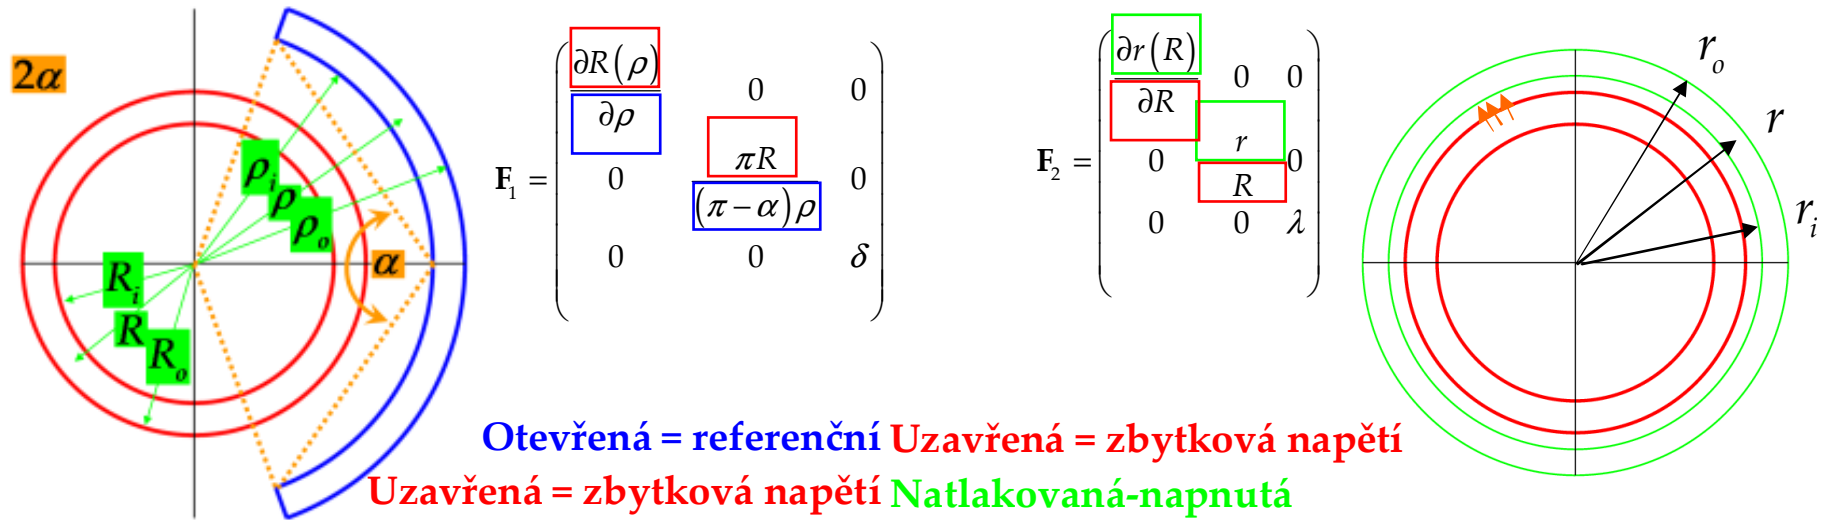 2α
ρi
ρ
ρo
α
Ri
R
Ro
F1 =
∂R(ρ)
∂ρ
0
0
0
πR
(π−α)ρ
0
0
0
δ
F2 =
∂r(R)
∂R
0
0
0
r
R
0
0
0
λ
ro
r
ri
Otevřená = referenční
Uzavřená = zbytková napětí
Uzavřená = zbytková napětí
Natlakovaná-napnutá